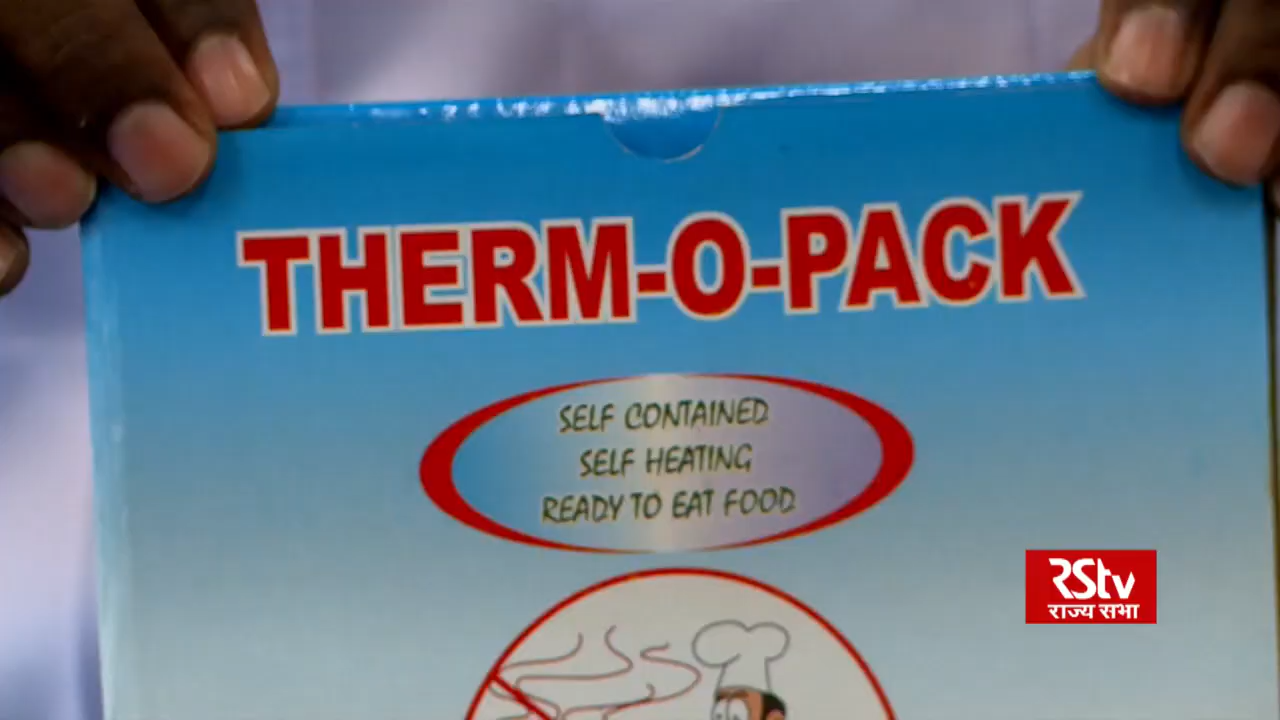 THERM-O-PACK
SELF CONTAINED
SELF HEATING
READY TO EAT FOOD
RStv
राज्य सभा